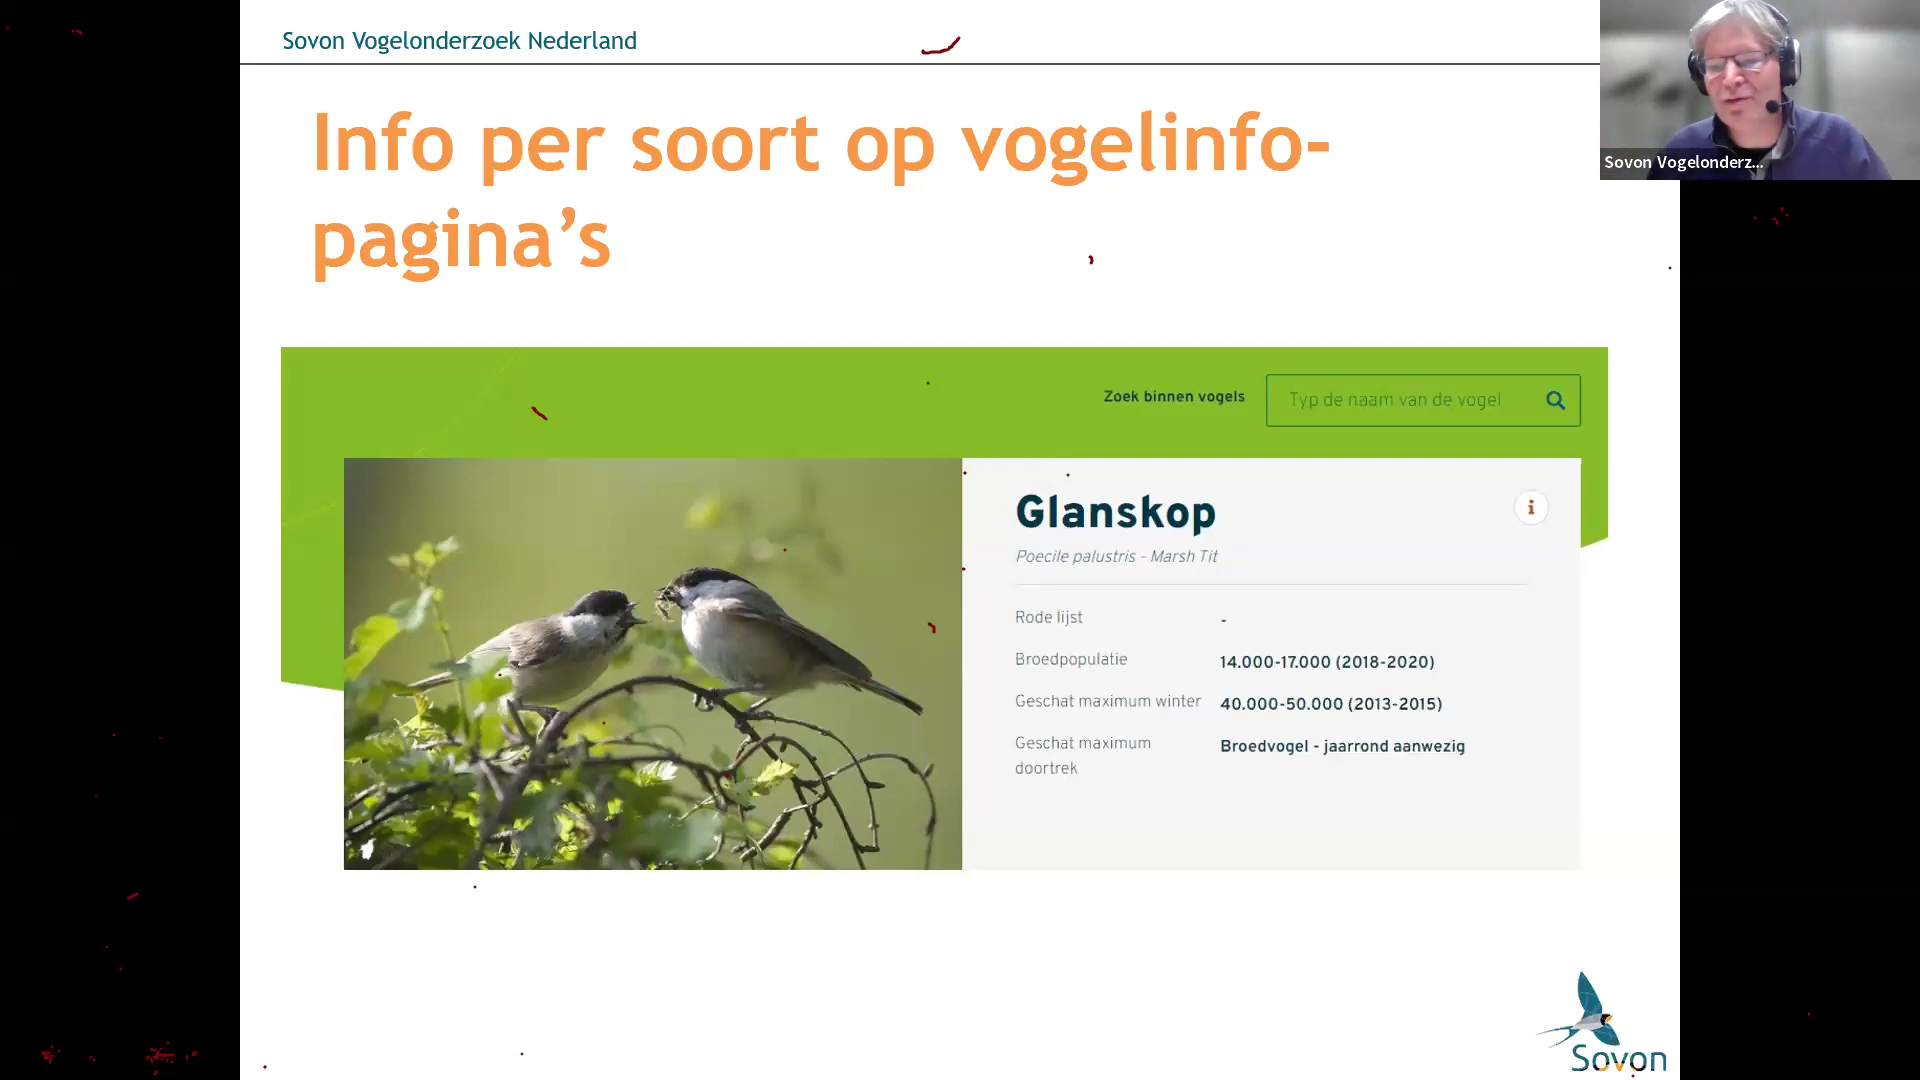 Sovon Vogelonderzoek Nederland
Sovon Vogelonderz...
Info per soort op vogelinfo-
pagina’s
Zoek binnen vogels
Typ de naam van de vogel
Glanskop
i
Poecile palustris - Marsh Tit
Rode lijst -
Broedpopulatie 14.000-17.000 (2018-2020)
Geschat maximum winter 40.000-50.000 (2013-2015)
Geschat maximum Broedvogel - jaarrond aanwezig
doortrek
Sovon